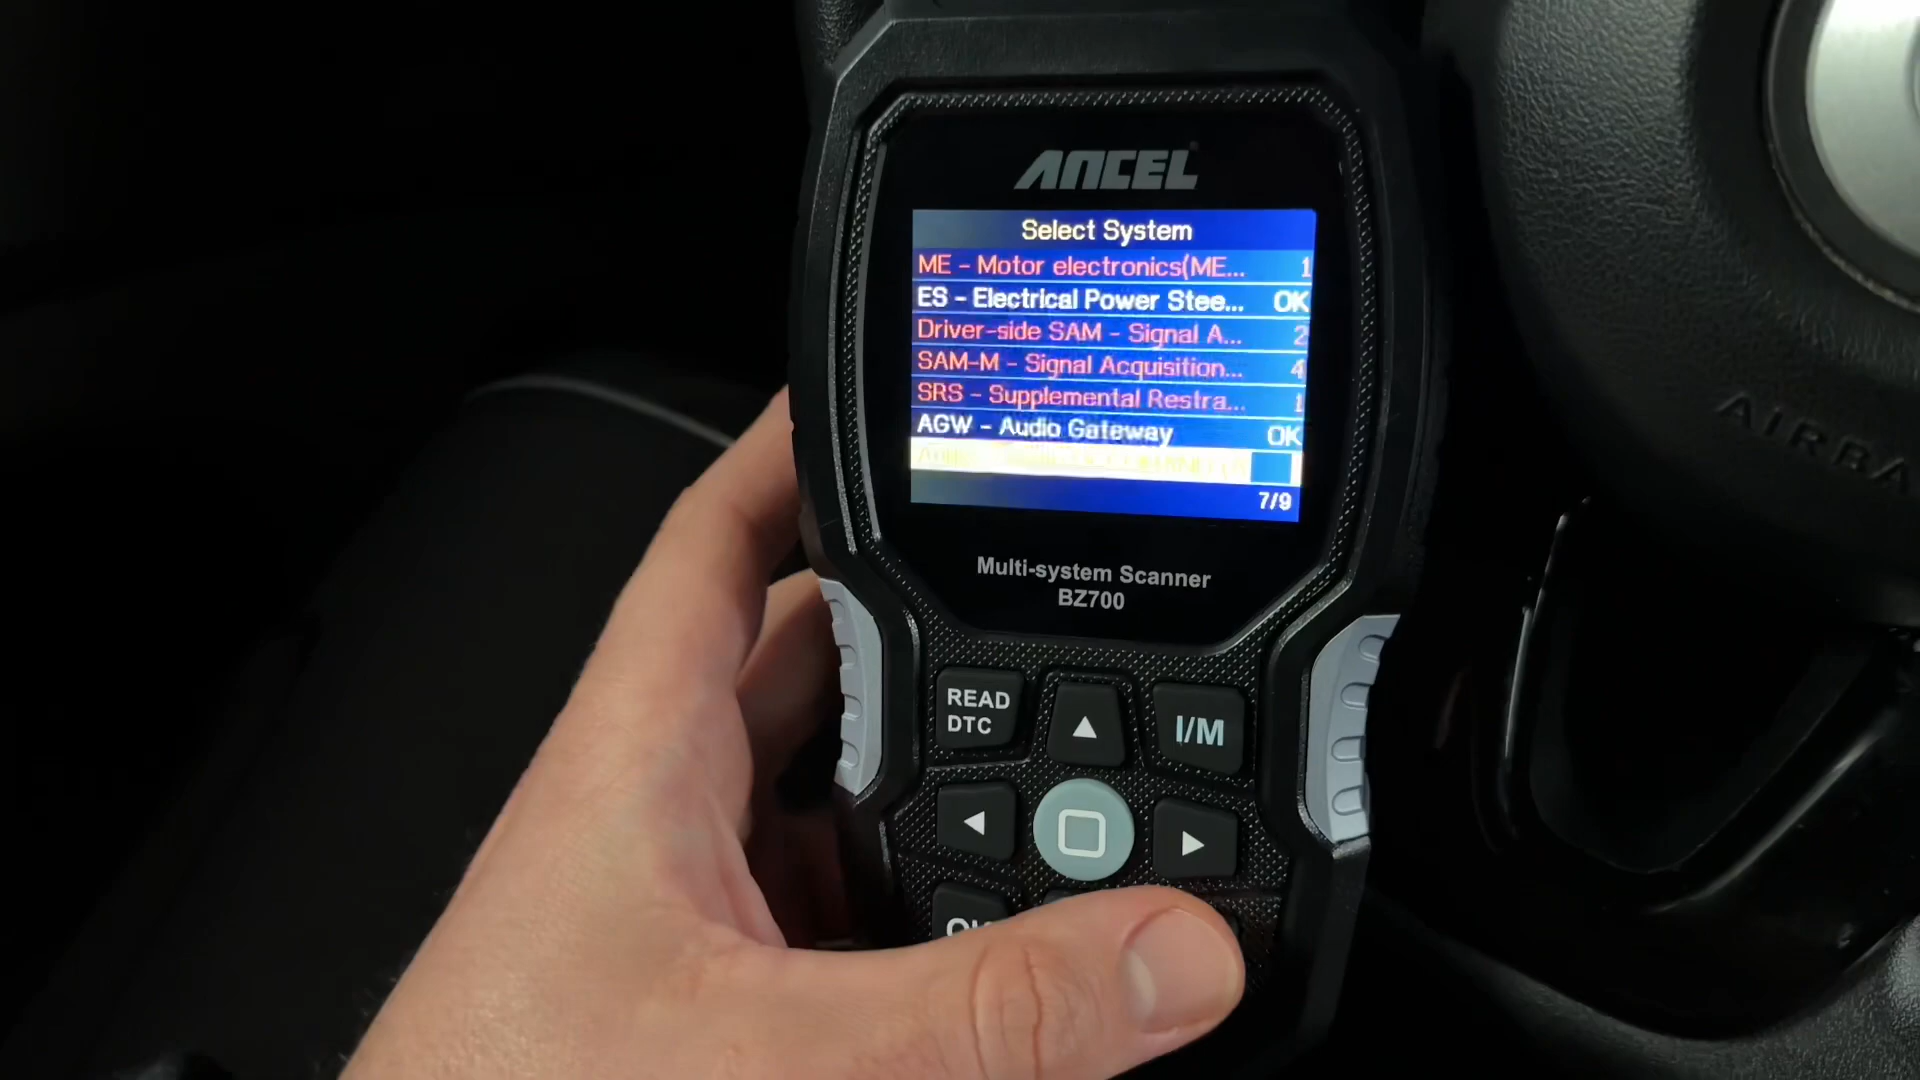 ANCEL
Select System
ME - Motor electronics(ME... 1
ES - Electrical Power Stee... OK
Driver-side SAM - Signal A... 2
SAM-M - Signal Acquisition... 4
SRS - Supplemental Restra... 1
AGW - Audio Gateway OK
7/9
Multi-system Scanner
BZ700
READ
DTC
I/M
AIRBA